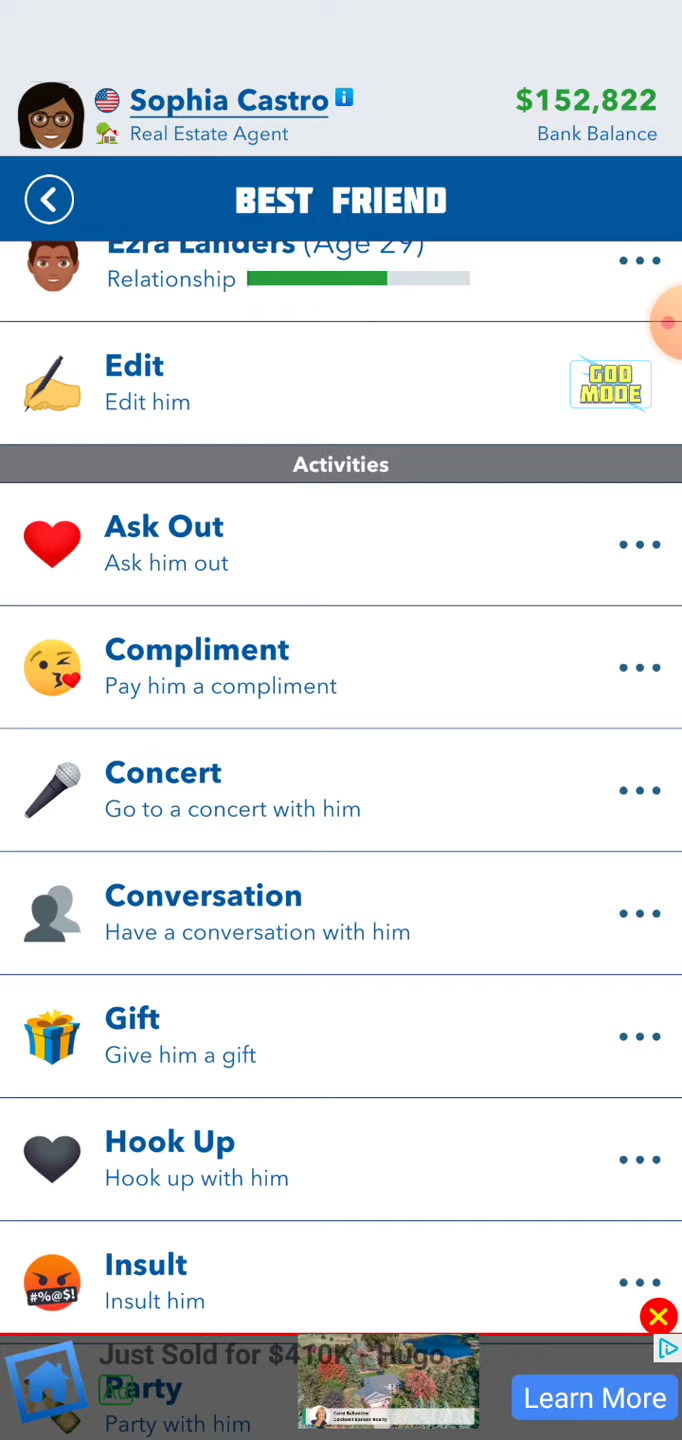 Sophia Castro
$152,822
Real Estate Agent
Bank Balance
BEST FRIEND
Ezra Landers (Age 29)
Relationship
Edit
Edit him
GOD MODE
Activities
Ask Out
Ask him out
Compliment
Pay him a compliment
Concert
Go to a concert with him
Conversation
Have a conversation with him
Gift
Give him a gift
Hook Up
Hook up with him
#%@$!
Insult
Insult him
Just Sold for $410K - Hugo
Ad
Party
Party with him
Learn More